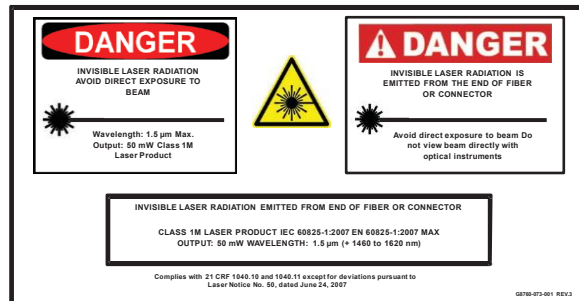 DANGER
INVISIBLE LASER RADIATION
AVOID DIRECT EXPOSURE TO
BEAM
Wavelength: 1.5 µm Max.
Output: 50 mW Class 1M
Laser Product
DANGER
INVISIBLE LASER RADIATION IS
EMITTED FROM THE END OF FIBER
OR CONNECTOR
Avoid direct exposure to beam Do
not view beam directly with
optical instruments
INVISIBLE LASER RADIATION EMITTED FROM END OF FIBER OR CONNECTOR
CLASS 1M LASER PRODUCT IEC 60825-1:2007 EN 60825-1:2007 MAX
OUTPUT: 50 mW WAVELENGTH: 1.5 µm (+ 1460 to 1620 nm)
Complies with 21 CRF 1040.10 and 1040.11 except for deviations pursuant to
Laser Notice No. 50, dated June 24, 2007
G8760-073-001 REV.3